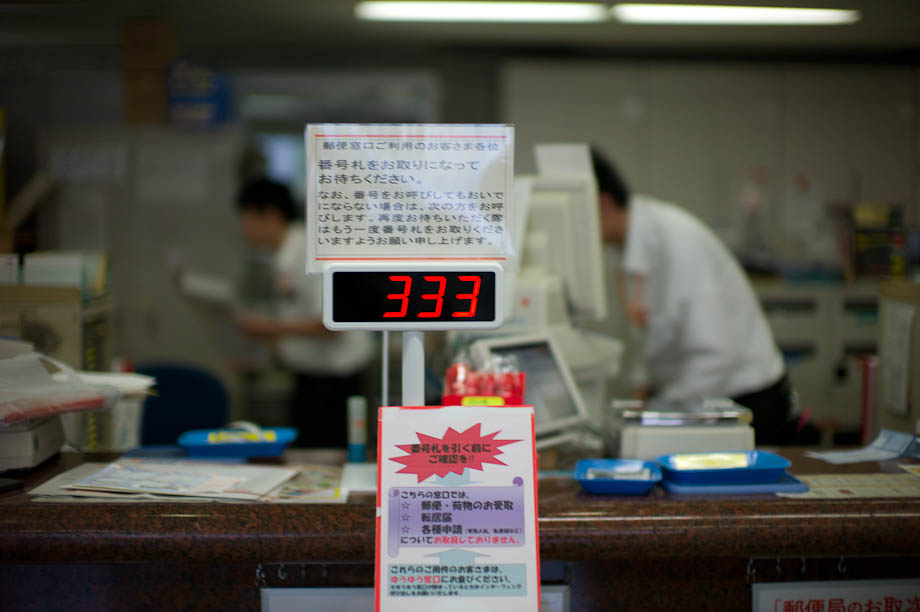 郵便窓口ご利用のお客さま各位
番号札をお取りになって
お待ちください。
なお、番号をお呼びしてもおいで
にならない場合は、次の方をお呼
びします。再度お待ちいただく際
はもう一度番号札をお取りくださ
いますようお願い申し上げます。
333
番号札を引く前に
ご確認を!!
こちらの窓口では、
☆ 郵便・荷物のお受取
☆ 転居届
☆ 各種申請
についてお取扱しておりません。
これらのご用件のお客さまは、
ゆうゆう窓口にお並びください。
「郵便局のお取